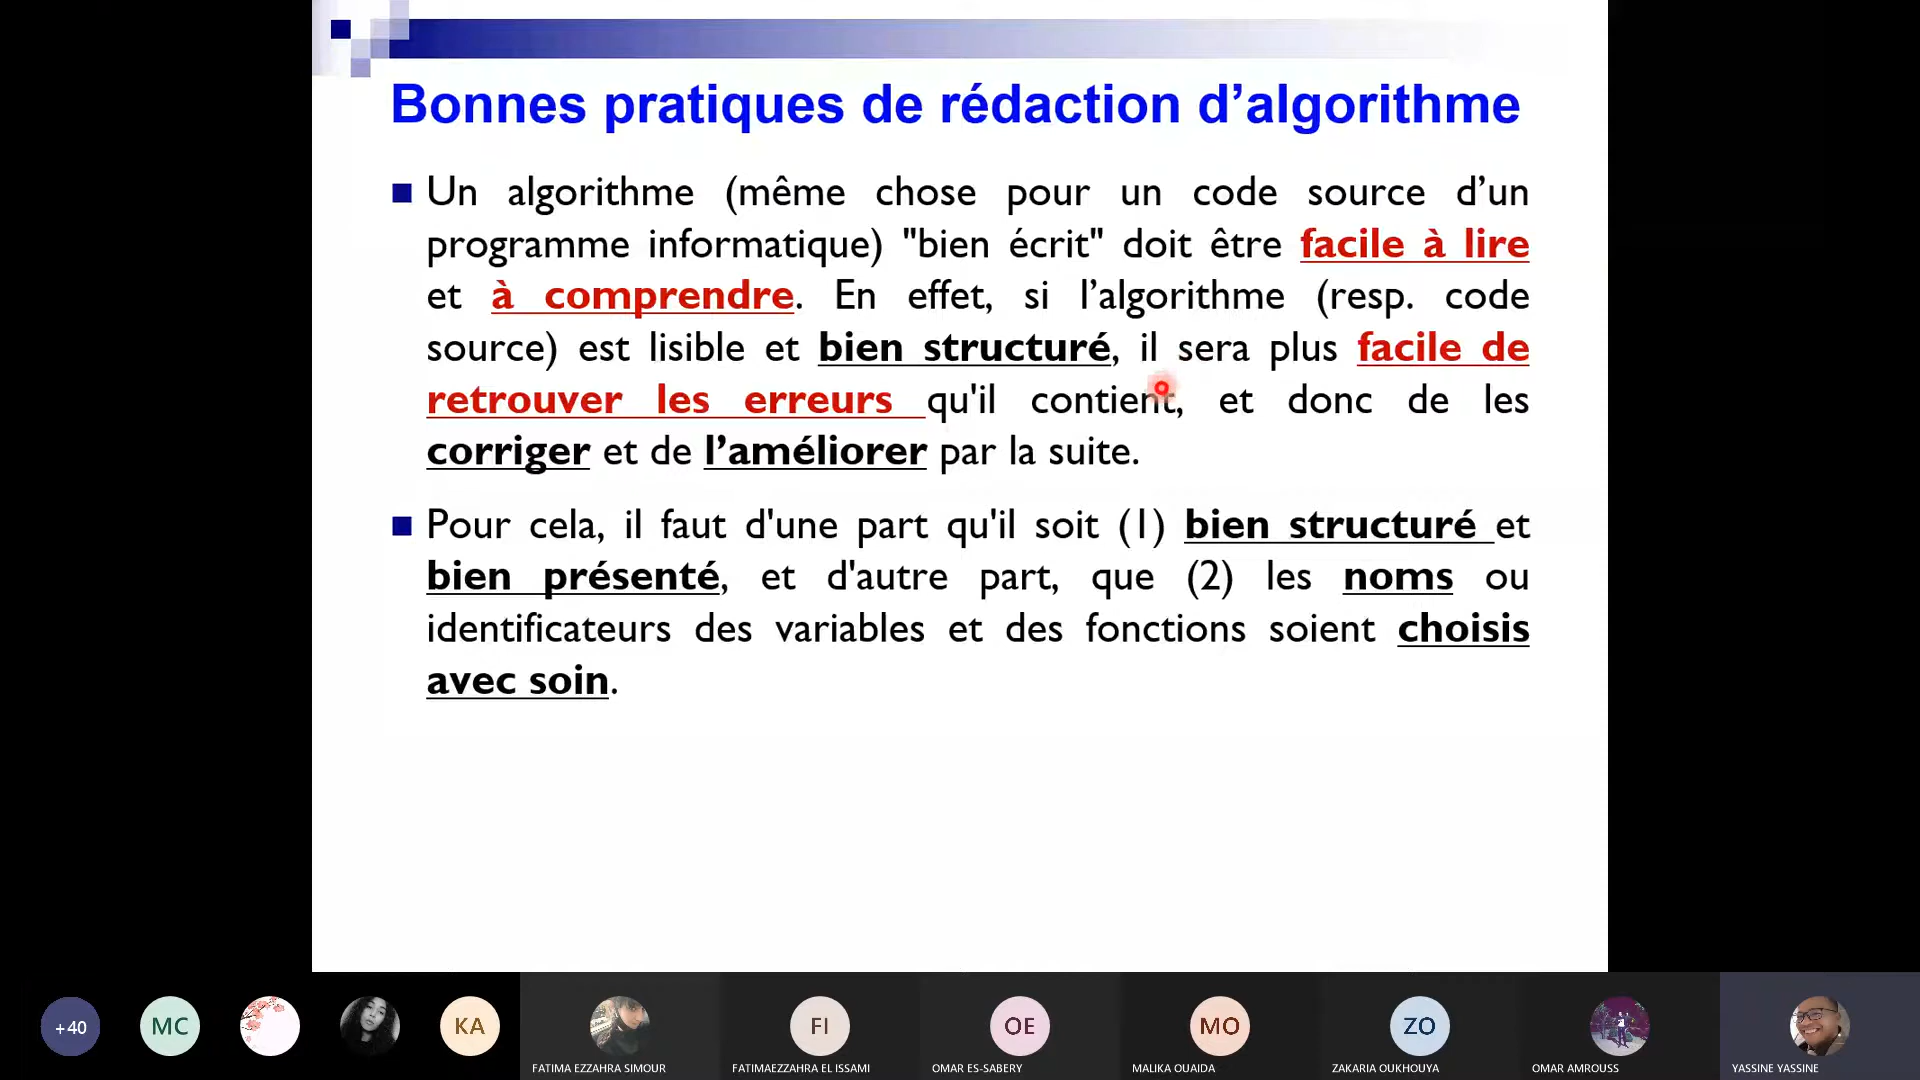 Bonnes pratiques de rédaction d’algorithme
Un algorithme (même chose pour un code source d’un
programme informatique) "bien écrit" doit être facile à lire
et à comprendre. En effet, si l’algorithme (resp. code
source) est lisible et bien structuré, il sera plus facile de
retrouver les erreurs qu'il contient, et donc de les
corriger et de l’améliorer par la suite.
Pour cela, il faut d'une part qu'il soit (1) bien structuré et
bien présenté, et d'autre part, que (2) les noms ou
identificateurs des variables et des fonctions soient choisis
avec soin.
+40
MC
KA
FI
OE
MO
ZO
FATIMA EZZAHRA SIMOUR
FATIMAEZZAHRA EL ISSAMI
OMAR ES-SABERY
MALIKA OUAIDA
ZAKARIA OUKHOUYA
OMAR AMROUSS
YASSINE YASSINE